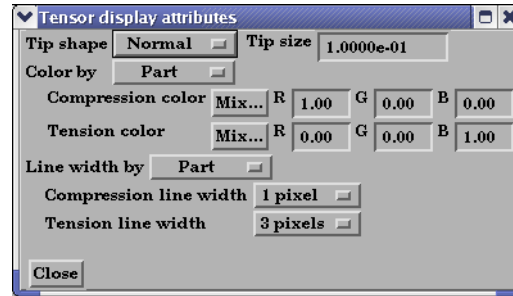 Tensor display attributes
Tip shape Normal Tip size 1.0000e-01
Color by Part
Compression color Mix... R 1.00 G 0.00 B 0.00
Tension color Mix... R 0.00 G 0.00 B 1.00
Line width by Part
Compression line width 1 pixel
Tension line width 3 pixels
Close